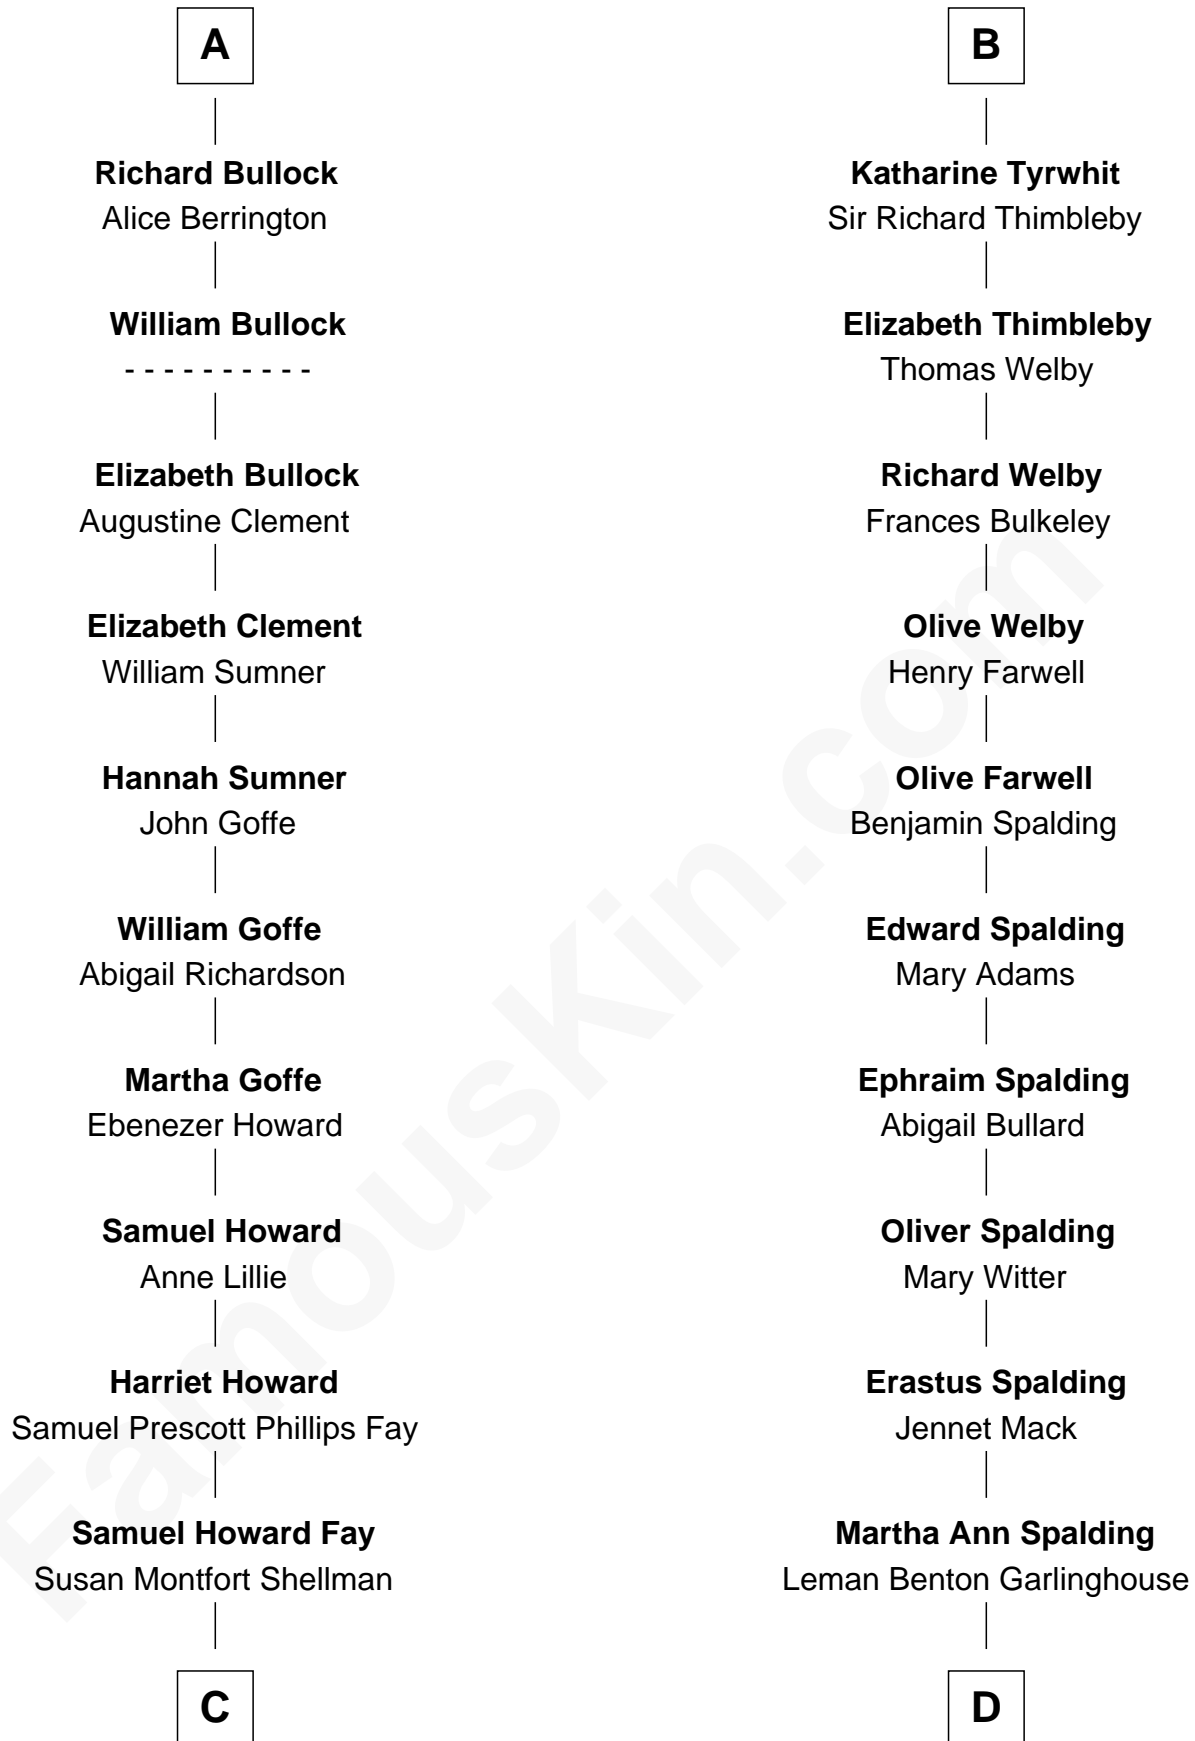 A
Richard Bullock
Alice Berrington
William Bullock
- - - - - - - - - -
Elizabeth Bullock
Augustine Clement
Elizabeth Clement
William Sumner
Hannah Sumner
John Goffe
William Goffe
Abigail Richardson
Martha Goffe
Ebenezer Howard
Samuel Howard
Anne Lillie
Harriet Howard
Samuel Prescott Phillips Fay
Samuel Howard Fay
Susan Montfort Shellman
C
B
Katharine Tyrwhit
Sir Richard Thimbleby
Elizabeth Thimbleby
Thomas Welby
Richard Welby
Frances Bulkeley
Olive Welby
Henry Farwell
Olive Farwell
Benjamin Spalding
Edward Spalding
Mary Adams
Ephraim Spalding
Abigail Bullard
Oliver Spalding
Mary Witter
Erastus Spalding
Jennet Mack
Martha Ann Spalding
Leman Benton Garlinghouse
D
FamousKin.com